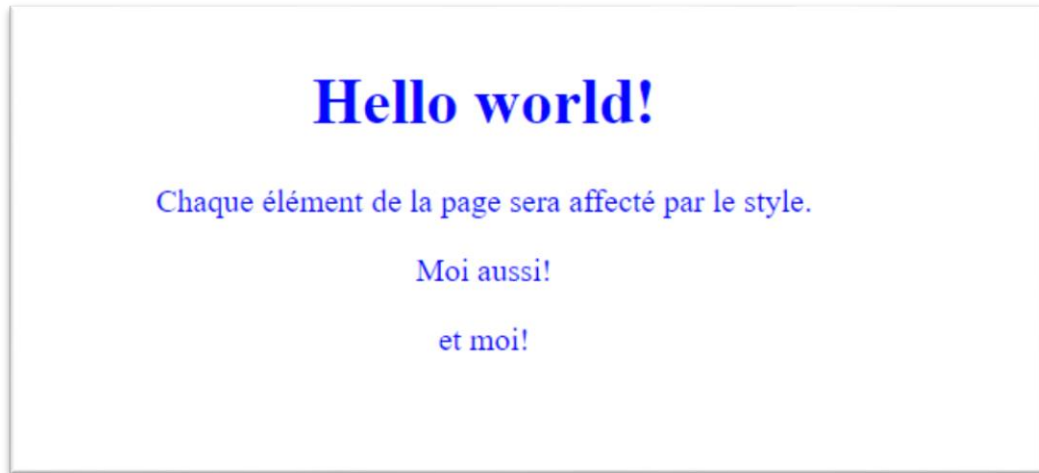 Hello world!
Chaque élément de la page sera affecté par le style.
Moi aussi!
et moi!